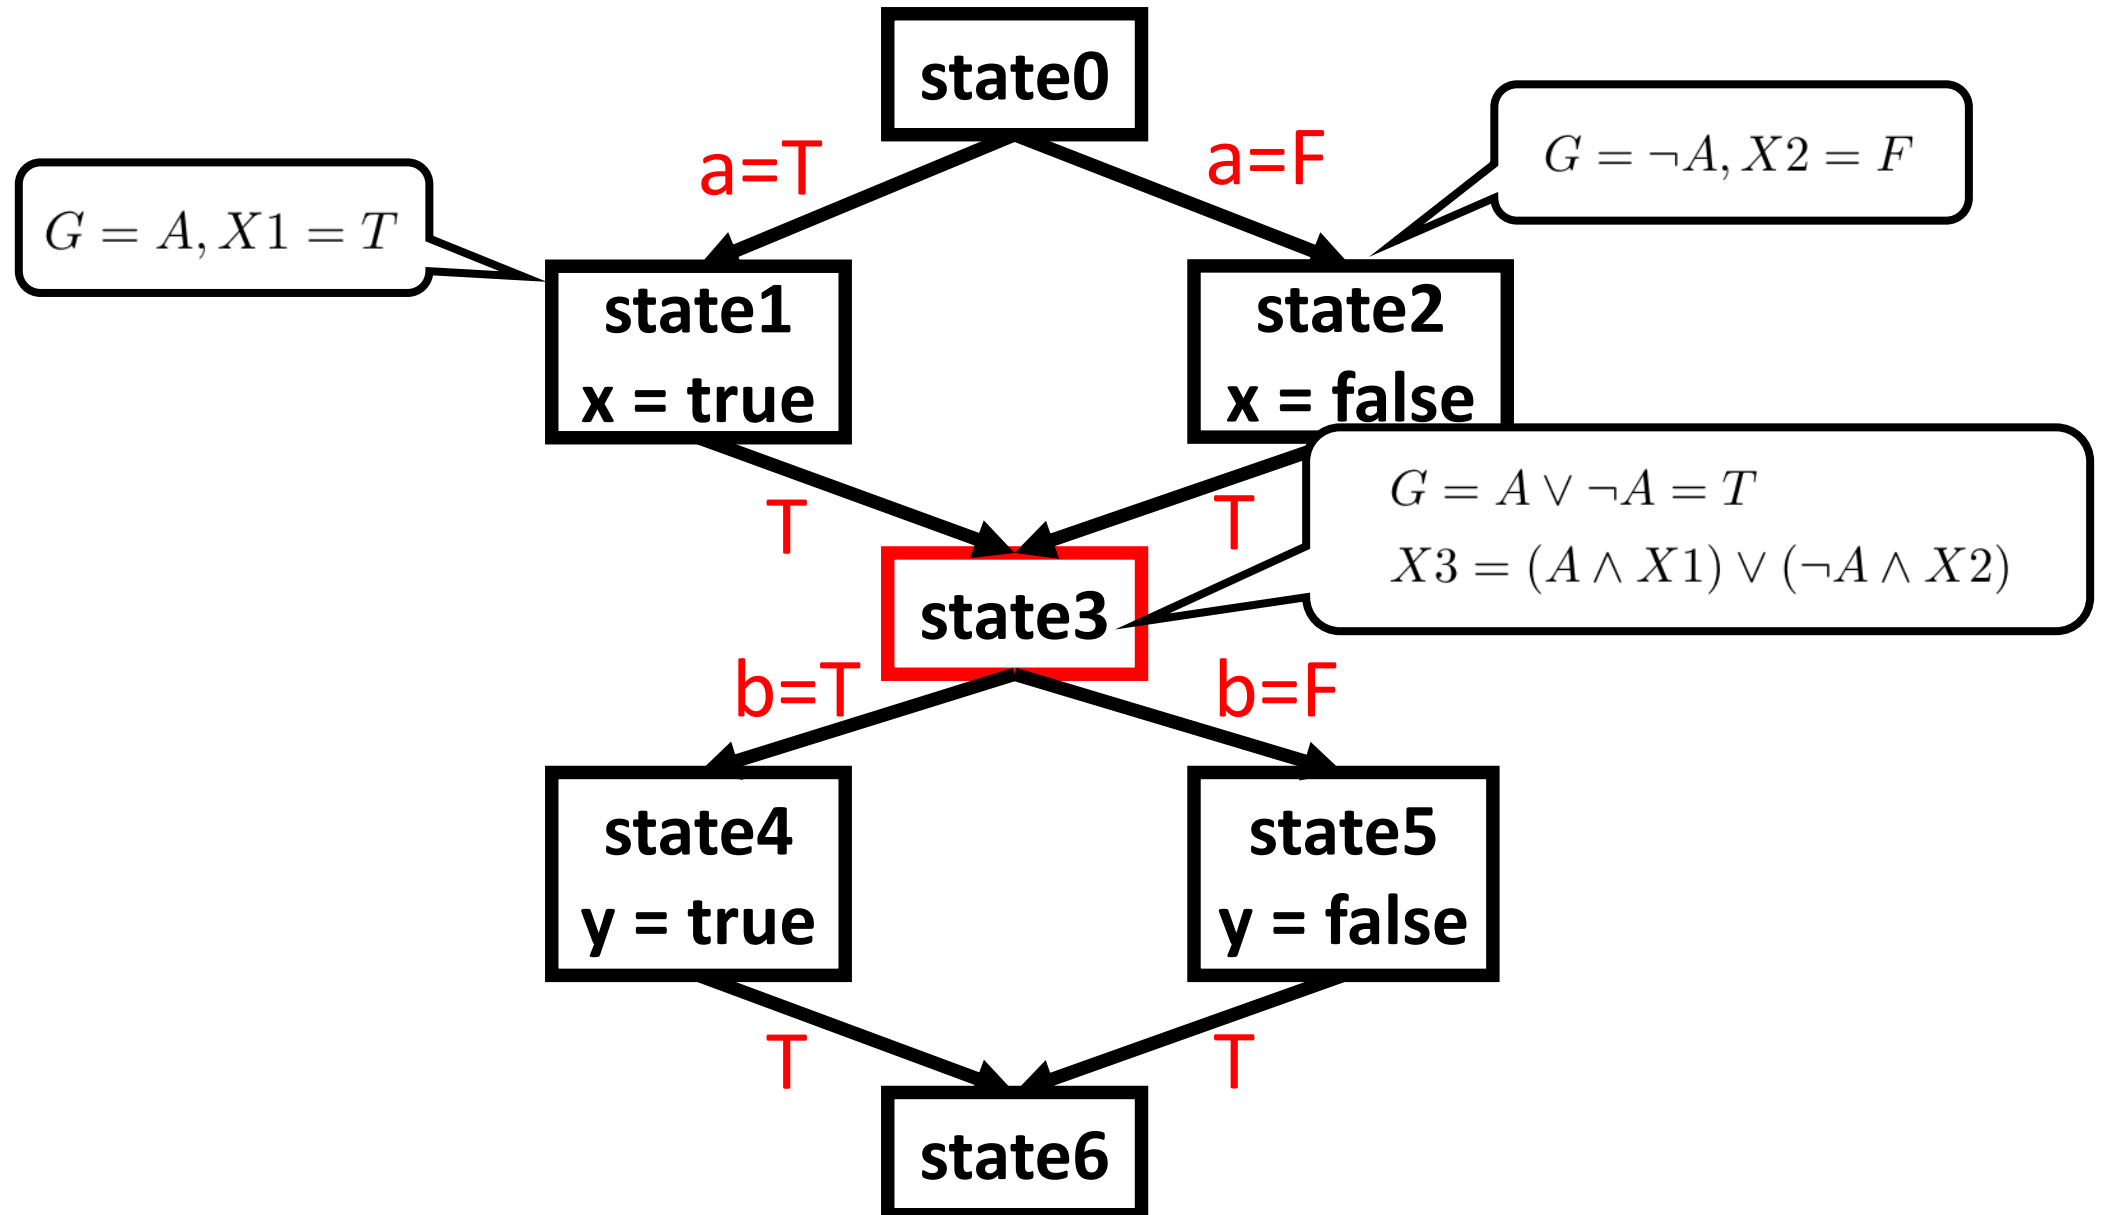 state0
a=T
a=F
G = ¬A, X2 = F
G = A, X1 = T
state1
x = true
state2
x = false
T
T
G = A ∨ ¬A = T
X3 = (A ∧ X1) ∨ (¬A ∧ X2)
state3
b=T
b=F
state4
y = true
state5
y = false
T
T
state6